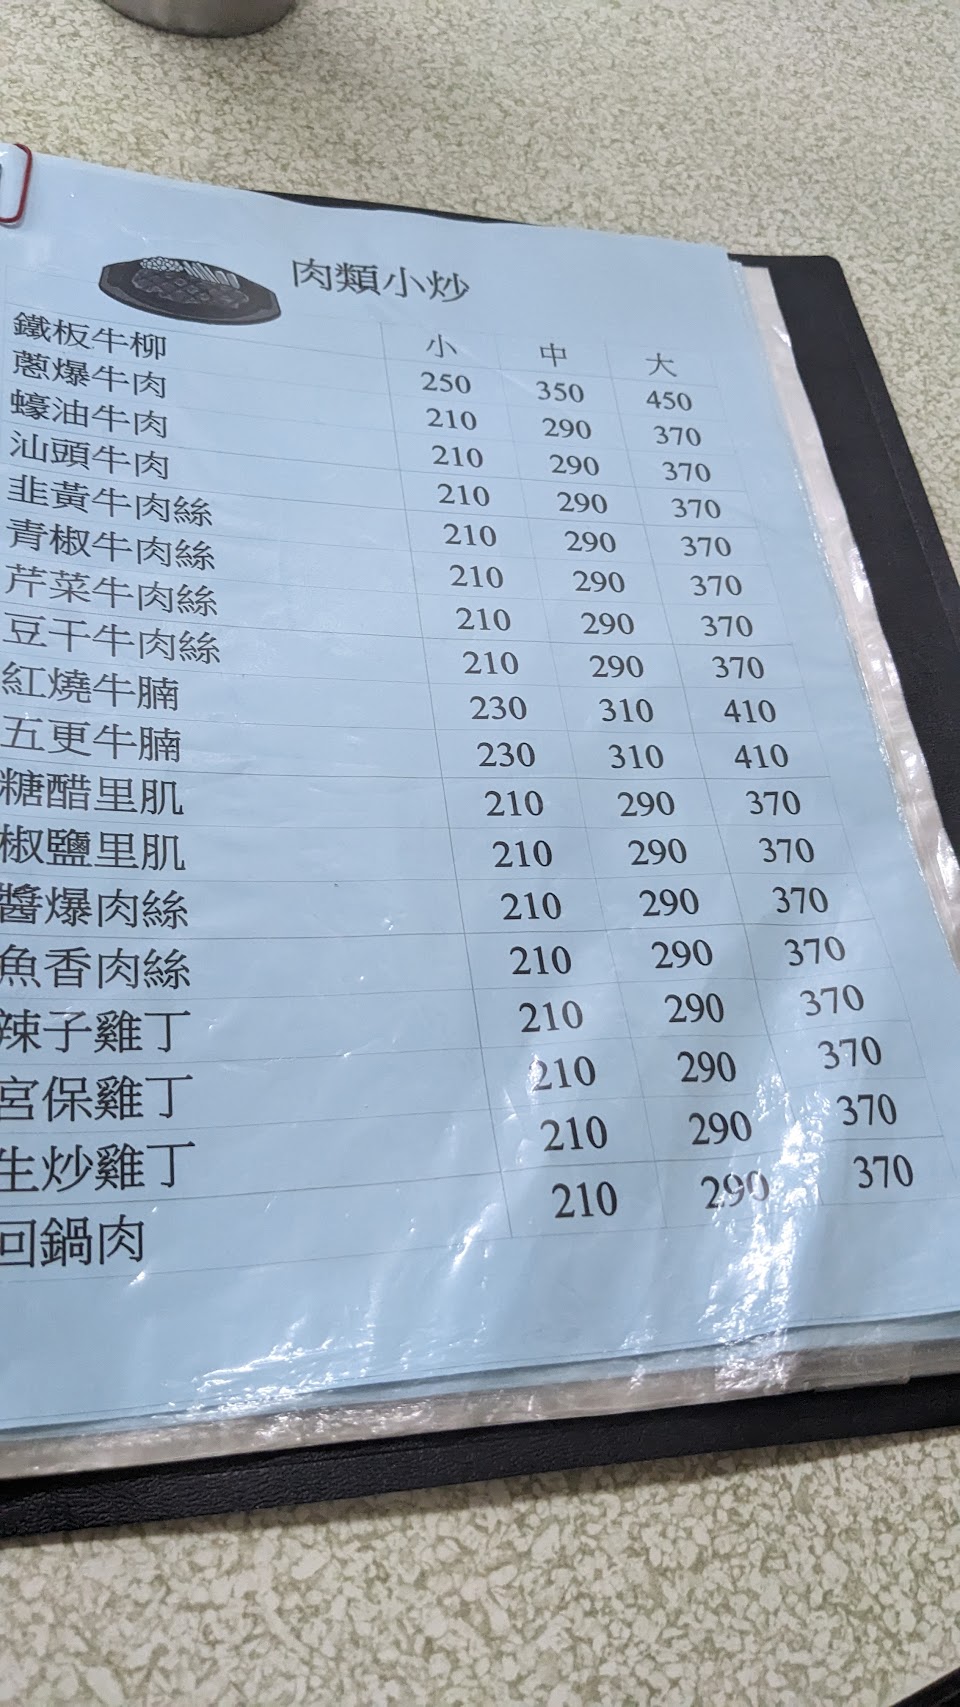 肉類小炒
小 中 大
鐵板牛柳 250 350 450
蔥爆牛肉 210 290 370
蠔油牛肉 210 290 370
汕頭牛肉 210 290 370
韭黃牛肉絲 210 290 370
青椒牛肉絲 210 290 370
芹菜牛肉絲 210 290 370
豆干牛肉絲 210 290 370
紅燒牛腩 230 310 410
五更牛腩 230 310 410
糖醋里肌 210 290 370
椒鹽里肌 210 290 370
醬爆肉絲 210 290 370
魚香肉絲 210 290 370
辣子雞丁 210 290 370
宮保雞丁 210 290 370
生炒雞丁 210 290 370
回鍋肉 210 290 370